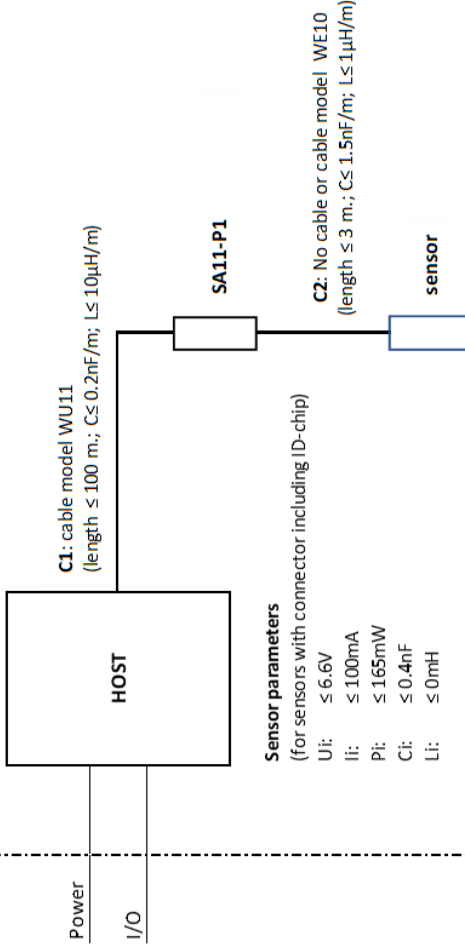 Power
I/O
HOST
C1: cable model WU11
(length ≤ 100 m.; C≤ 0.2nF/m; L≤ 10µH/m)
SA11-P1
C2: No cable or cable model WE10
(length ≤ 3 m.; C≤ 1.5nF/m; L≤ 1µH/m)
sensor
Sensor parameters
(for sensors with connector including ID-chip)
Ui: ≤ 6.6V
Ii: ≤ 100mA
Pi: ≤ 165mW
Ci: ≤ 0.4nF
Li: ≤ 0mH